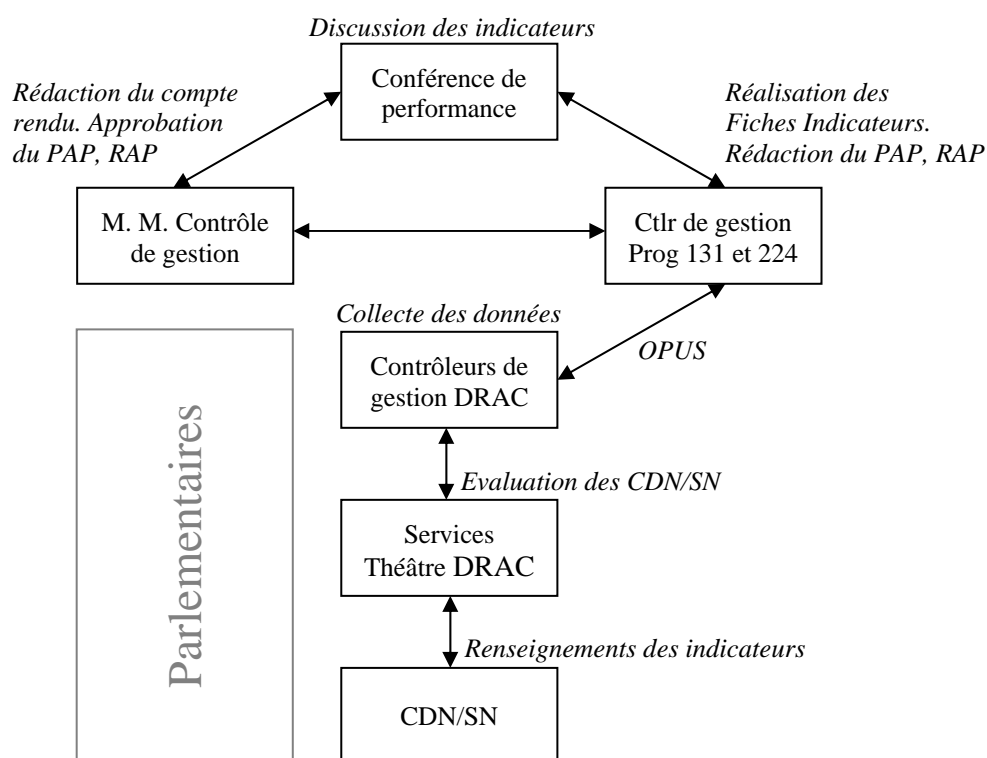 Discussion des indicateurs
Conférence de
performance
Rédaction du compte
rendu. Approbation
du PAP, RAP
Réalisation des
Fiches Indicateurs.
Rédaction du PAP, RAP
M. M. Contrôle
de gestion
Ctlr de gestion
Prog 131 et 224
Collecte des données
OPUS
Contrôleurs de
gestion DRAC
Parlementaires
Evaluation des CDN/SN
Services
Théâtre DRAC
Renseignements des indicateurs
CDN/SN